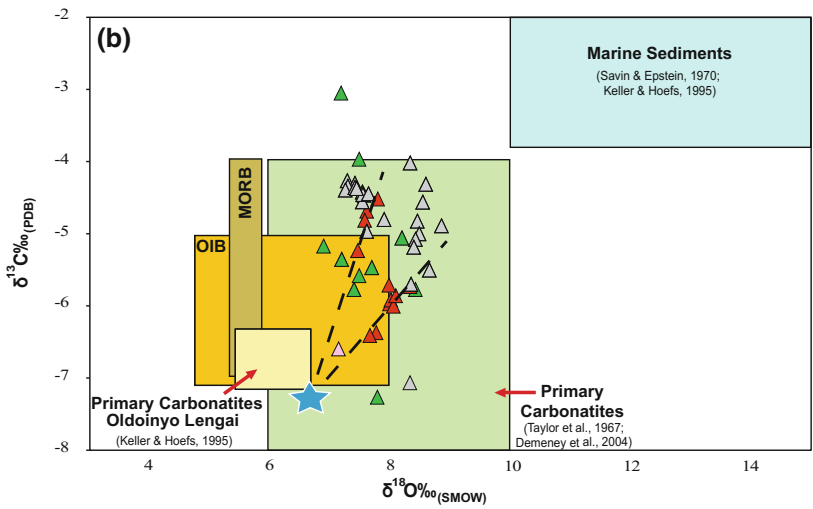 (b)
-2
-3
-4
-5
-6
-7
-8
δ¹³C‰(PDB)
Marine Sediments
(Savin & Epstein, 1970;
Keller & Hoefs, 1995)
MORB
OIB
Primary Carbonatites
Oldoinyo Lengai
(Keller & Hoefs, 1995)
Primary
Carbonatites
(Taylor et al., 1967;
Demeney et al., 2004)
4
6
8
10
12
14
δ¹⁸O‰(SMOW)